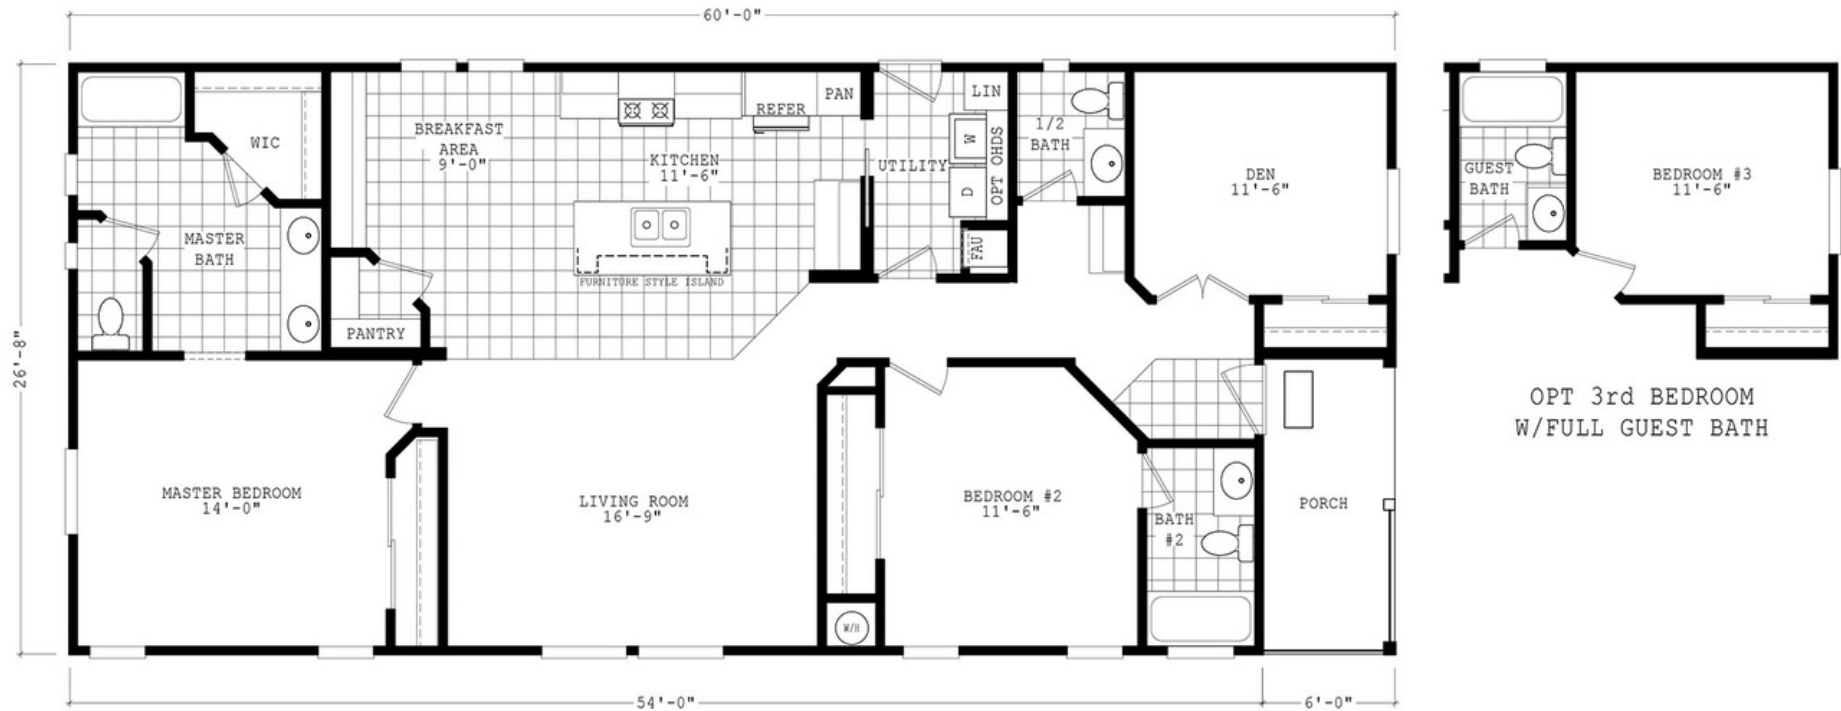 60'-0"
26'-8"
WIC
BREAKFAST
AREA
9'-0"
KITCHEN
11'-6"
REFER
PAN
UTILITY
LIN
W
D
OPT OHDS
FAU
1/2
BATH
DEN
11'-6"
MASTER
BATH
PANTRY
FURNITURE STYLE ISLAND
MASTER BEDROOM
14'-0"
LIVING ROOM
16'-9"
W/H
BEDROOM #2
11'-6"
BATH
#2
PORCH
54'-0"
6'-0"
GUEST
BATH
BEDROOM #3
11'-6"
OPT 3rd BEDROOM
W/FULL GUEST BATH